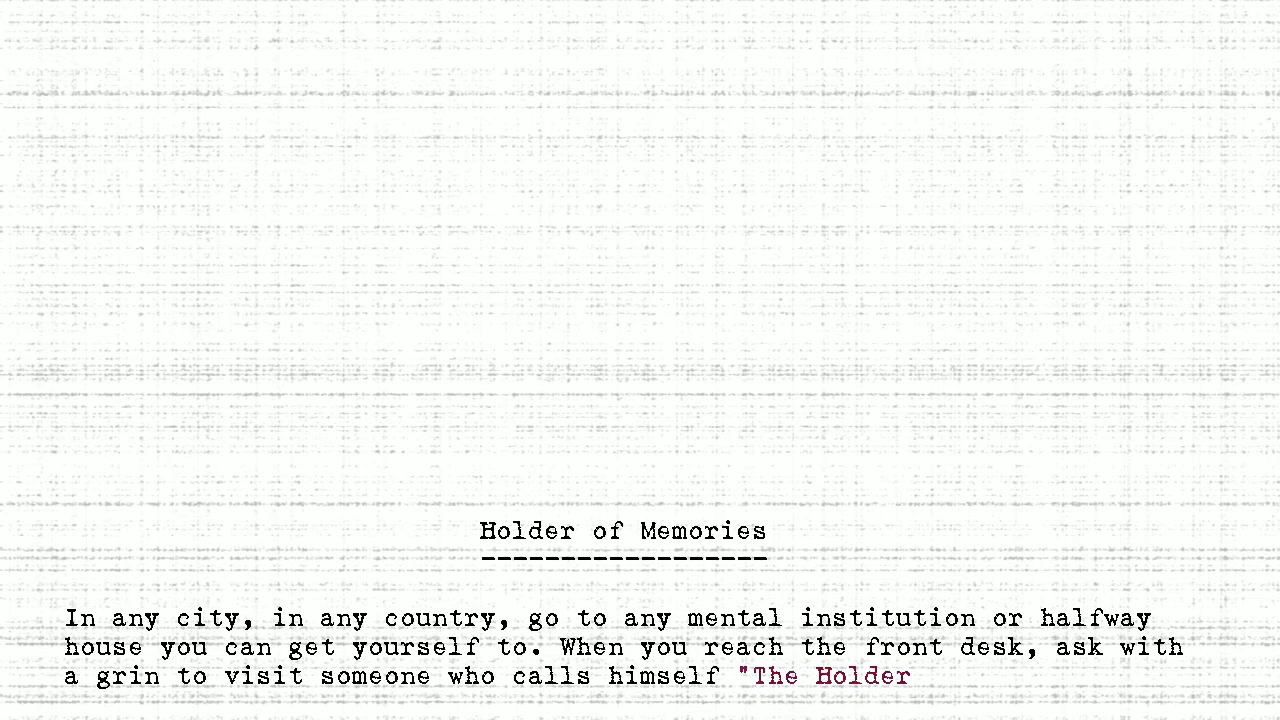 Holder of Memories
------------------
In any city, in any country, go to any mental institution or halfway
house you can get yourself to. When you reach the front desk, ask with
a grin to visit someone who calls himself "The Holder